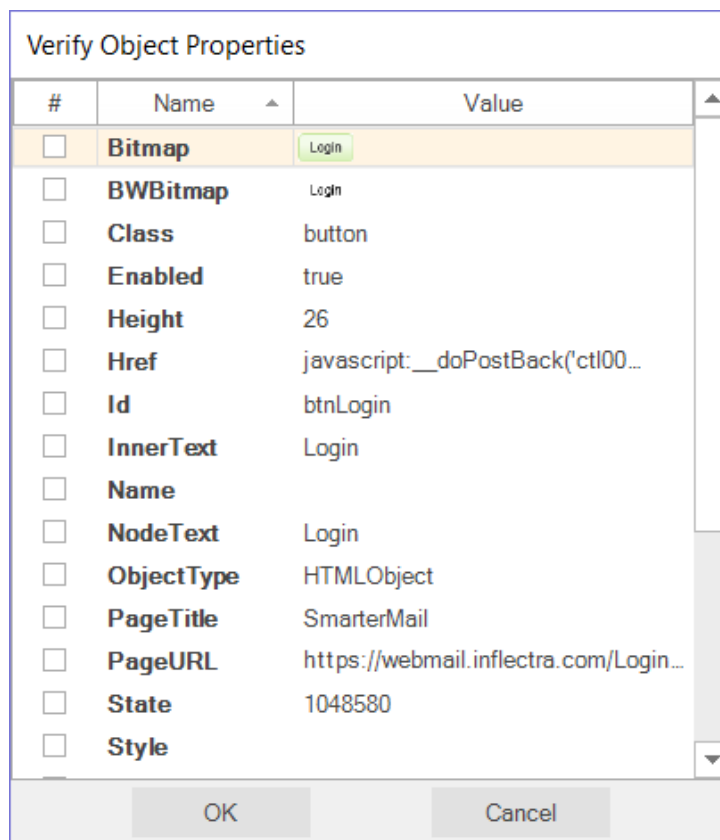 Verify Object Properties
# Name Value
Bitmap Login
BWBitmap Login
Class button
Enabled true
Height 26
Href javascript:__doPostBack('ctl00...
Id btnLogin
InnerText Login
Name
NodeText Login
ObjectType HTMLObject
PageTitle SmarterMail
PageURL https://webmail.inflectra.com/Login...
State 1048580
Style
OK Cancel